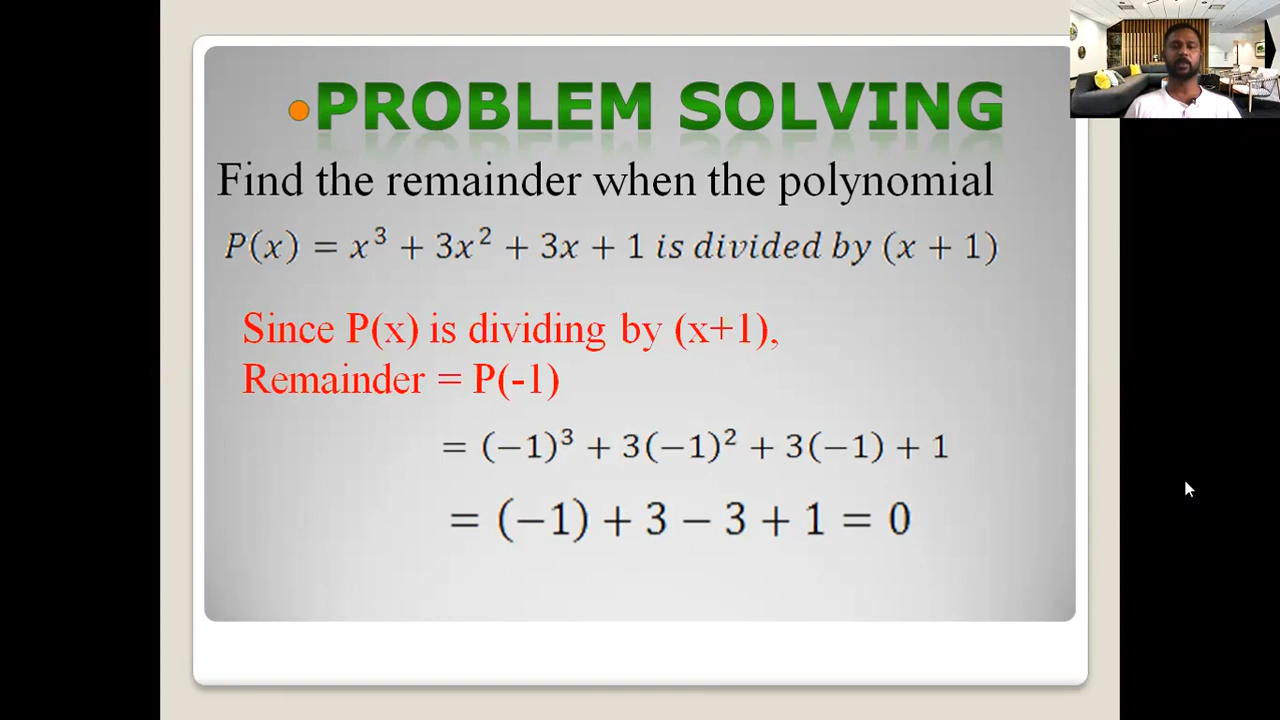 •PROBLEM SOLVING
Find the remainder when the polynomial
P(x) = x³ + 3x² + 3x + 1 is divided by (x + 1)
Since P(x) is dividing by (x+1),
Remainder = P(-1)
= (−1)³ + 3(−1)² + 3(−1) + 1
= (−1) + 3 − 3 + 1 = 0